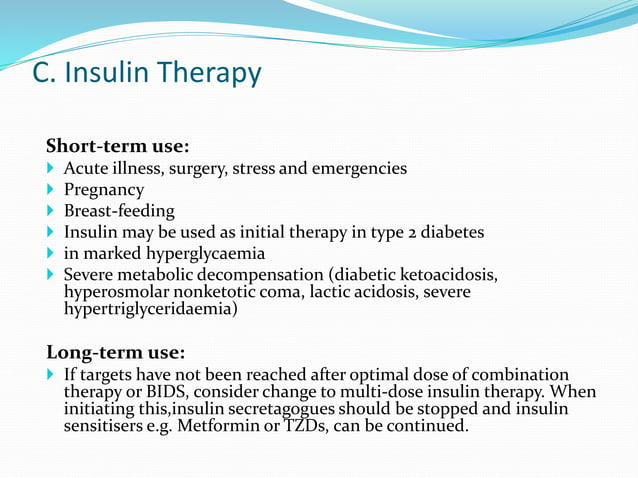 C. Insulin Therapy
Short-term use:
Acute illness, surgery, stress and emergencies
Pregnancy
Breast-feeding
Insulin may be used as initial therapy in type 2 diabetes
in marked hyperglycaemia
Severe metabolic decompensation (diabetic ketoacidosis,
hyperosmolar nonketotic coma, lactic acidosis, severe
hypertriglyceridaemia)
Long-term use:
If targets have not been reached after optimal dose of combination
therapy or BIDS, consider change to multi-dose insulin therapy. When
initiating this,insulin secretagogues should be stopped and insulin
sensitisers e.g. Metformin or TZDs, can be continued.